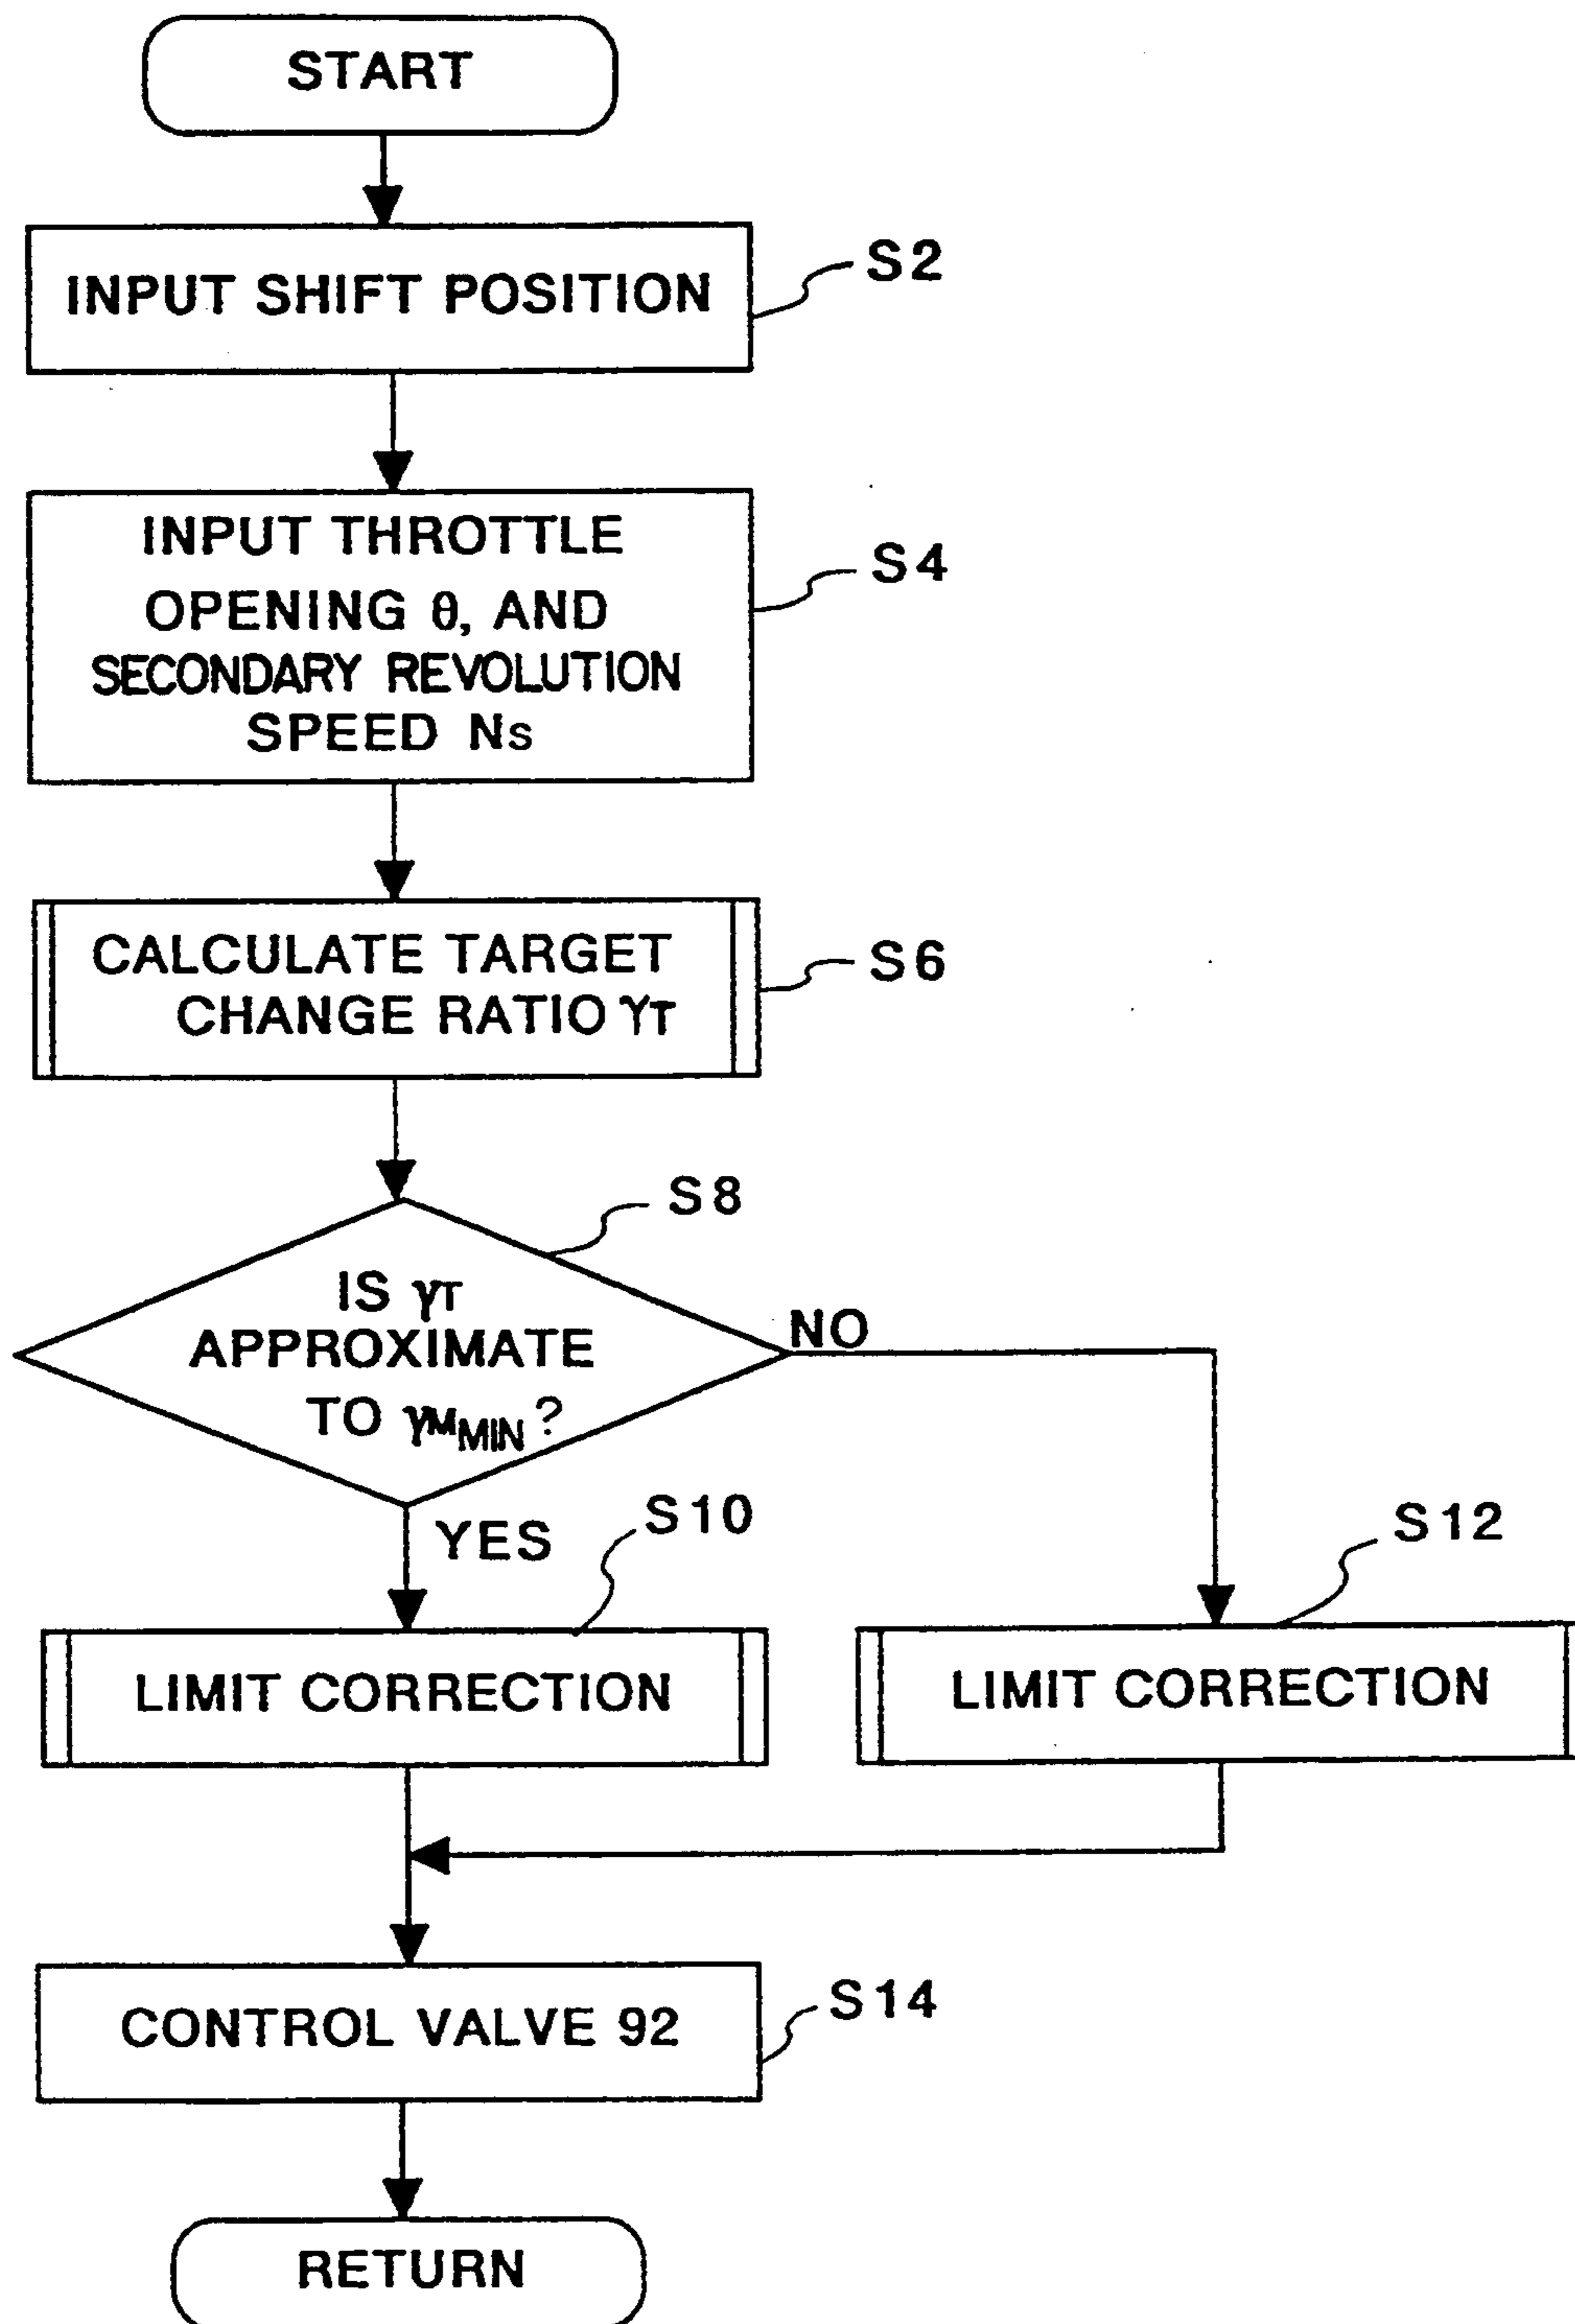 START
INPUT SHIFT POSITION
S2
INPUT THROTTLE
OPENING θ, AND
SECONDARY REVOLUTION
SPEED Ns
S4
CALCULATE TARGET
CHANGE RATIO γT
S6
S8
IS γT
APPROXIMATE
TO γMMIN?
NO
YES
S10
S12
LIMIT CORRECTION
LIMIT CORRECTION
CONTROL VALVE 92
S14
RETURN